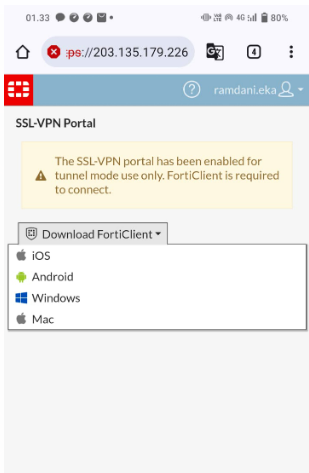 01.33
4G 80%
ps://203.135.179.226
4
ramdani.eka
SSL-VPN Portal
The SSL-VPN portal has been enabled for
tunnel mode use only. FortiClient is required
to connect.
Download FortiClient
iOS
Android
Windows
Mac